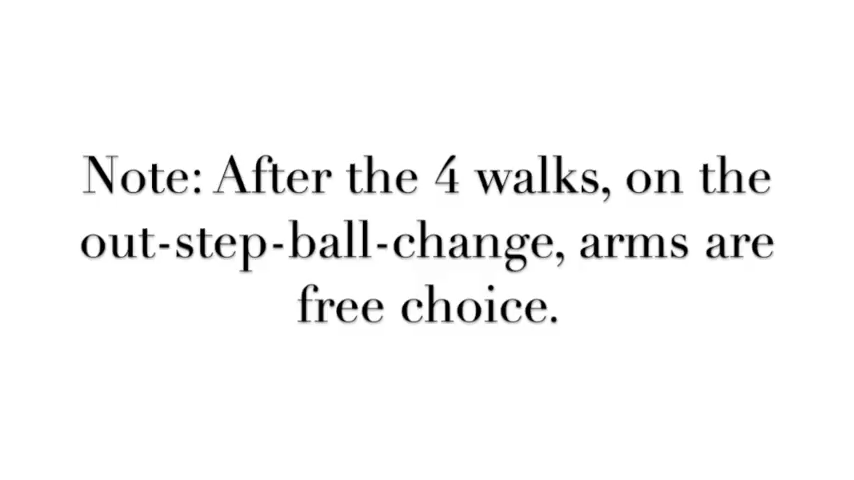 Note: After the 4 walks, on the
out-step-ball-change, arms are
free choice.